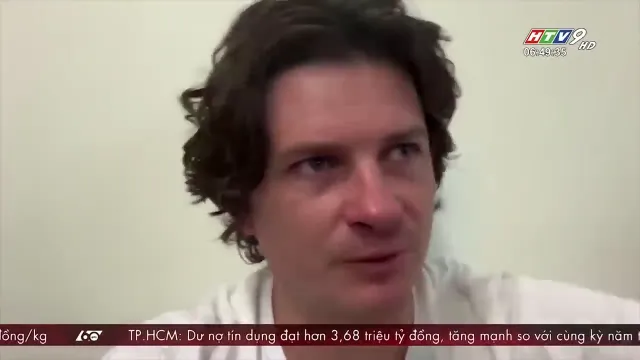 HTV9 HD
06:49:35
đồng/kg 60 TP.HCM: Dư nợ tín dụng đạt hơn 3,68 triệu tỷ đồng, tăng mạnh so với cùng kỳ năm